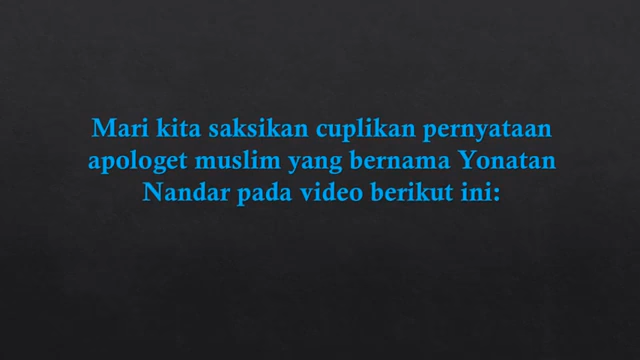 Mari kita saksikan cuplikan pernyataan
apologet muslim yang bernama Yonatan
Nandar pada video berikut ini: